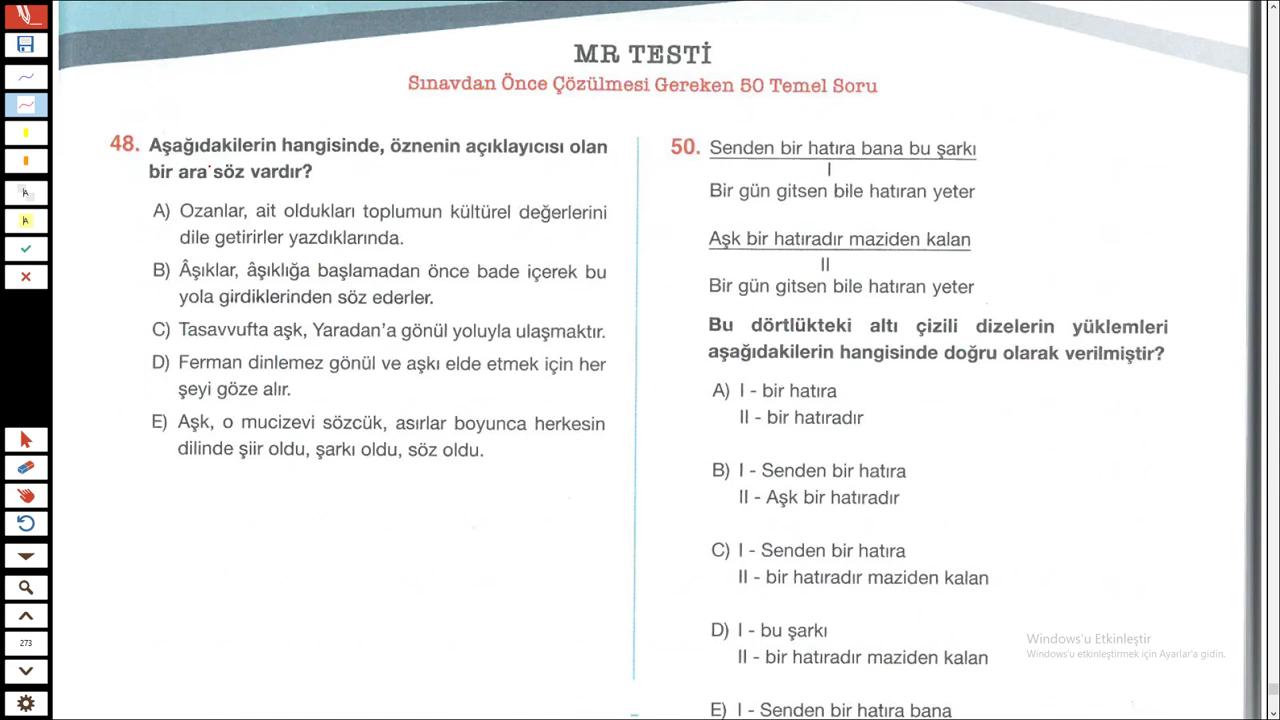 MR TESTİ
Sınavdan Önce Çözülmesi Gereken 50 Temel Soru
48. Aşağıdakilerin hangisinde, öznenin açıklayıcısı olan
bir ara söz vardır?
A) Ozanlar, ait oldukları toplumun kültürel değerlerini
dile getirirler yazdıklarında.
B) Âşıklar, âşıklığa başlamadan önce bade içerek bu
yola girdiklerinden söz ederler.
C) Tasavvufta aşk, Yaradan'a gönül yoluyla ulaşmaktır.
D) Ferman dinlemez gönül ve aşkı elde etmek için her
şeyi göze alır.
E) Aşk, o mucizevi sözcük, asırlar boyunca herkesin
dilinde şiir oldu, şarkı oldu, söz oldu.
50. Senden bir hatıra bana bu şarkı
I
Bir gün gitsen bile hatıran yeter
Aşk bir hatıradır maziden kalan
II
Bir gün gitsen bile hatıran yeter
Bu dörtlükteki altı çizili dizelerin yüklemleri
aşağıdakilerin hangisinde doğru olarak verilmiştir?
A) I - bir hatıra
II - bir hatıradır
B) I - Senden bir hatıra
II - Aşk bir hatıradır
C) I - Senden bir hatıra
II - bir hatıradır maziden kalan
D) I - bu şarkı
II - bir hatıradır maziden kalan
E) I - Senden bir hatıra bana
273
A
A
Windows'u Etkinleştir
Windows'u etkinleştirmek için Ayarlar'a gidin.